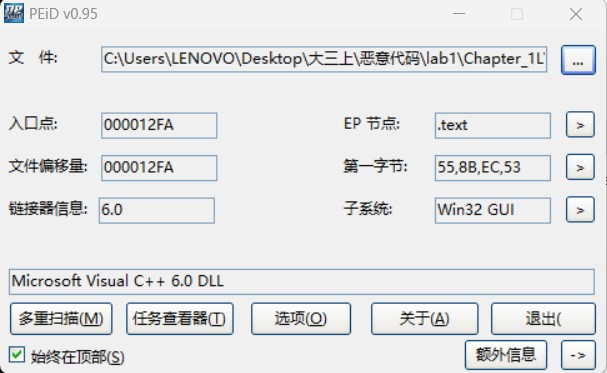 PEiD v0.95
文 件: C:\Users\LENOVO\Desktop\大三上\恶意代码\lab1\Chapter_1L ...
入口点: 000012FA EP 节点: .text >
文件偏移量: 000012FA 第一字节: 55,8B,EC,53 >
链接器信息: 6.0 子系统: Win32 GUI >
Microsoft Visual C++ 6.0 DLL
多重扫描(M) 任务查看器(T) 选项(O) 关于(A) 退出(
始终在顶部(S) 额外信息 ->